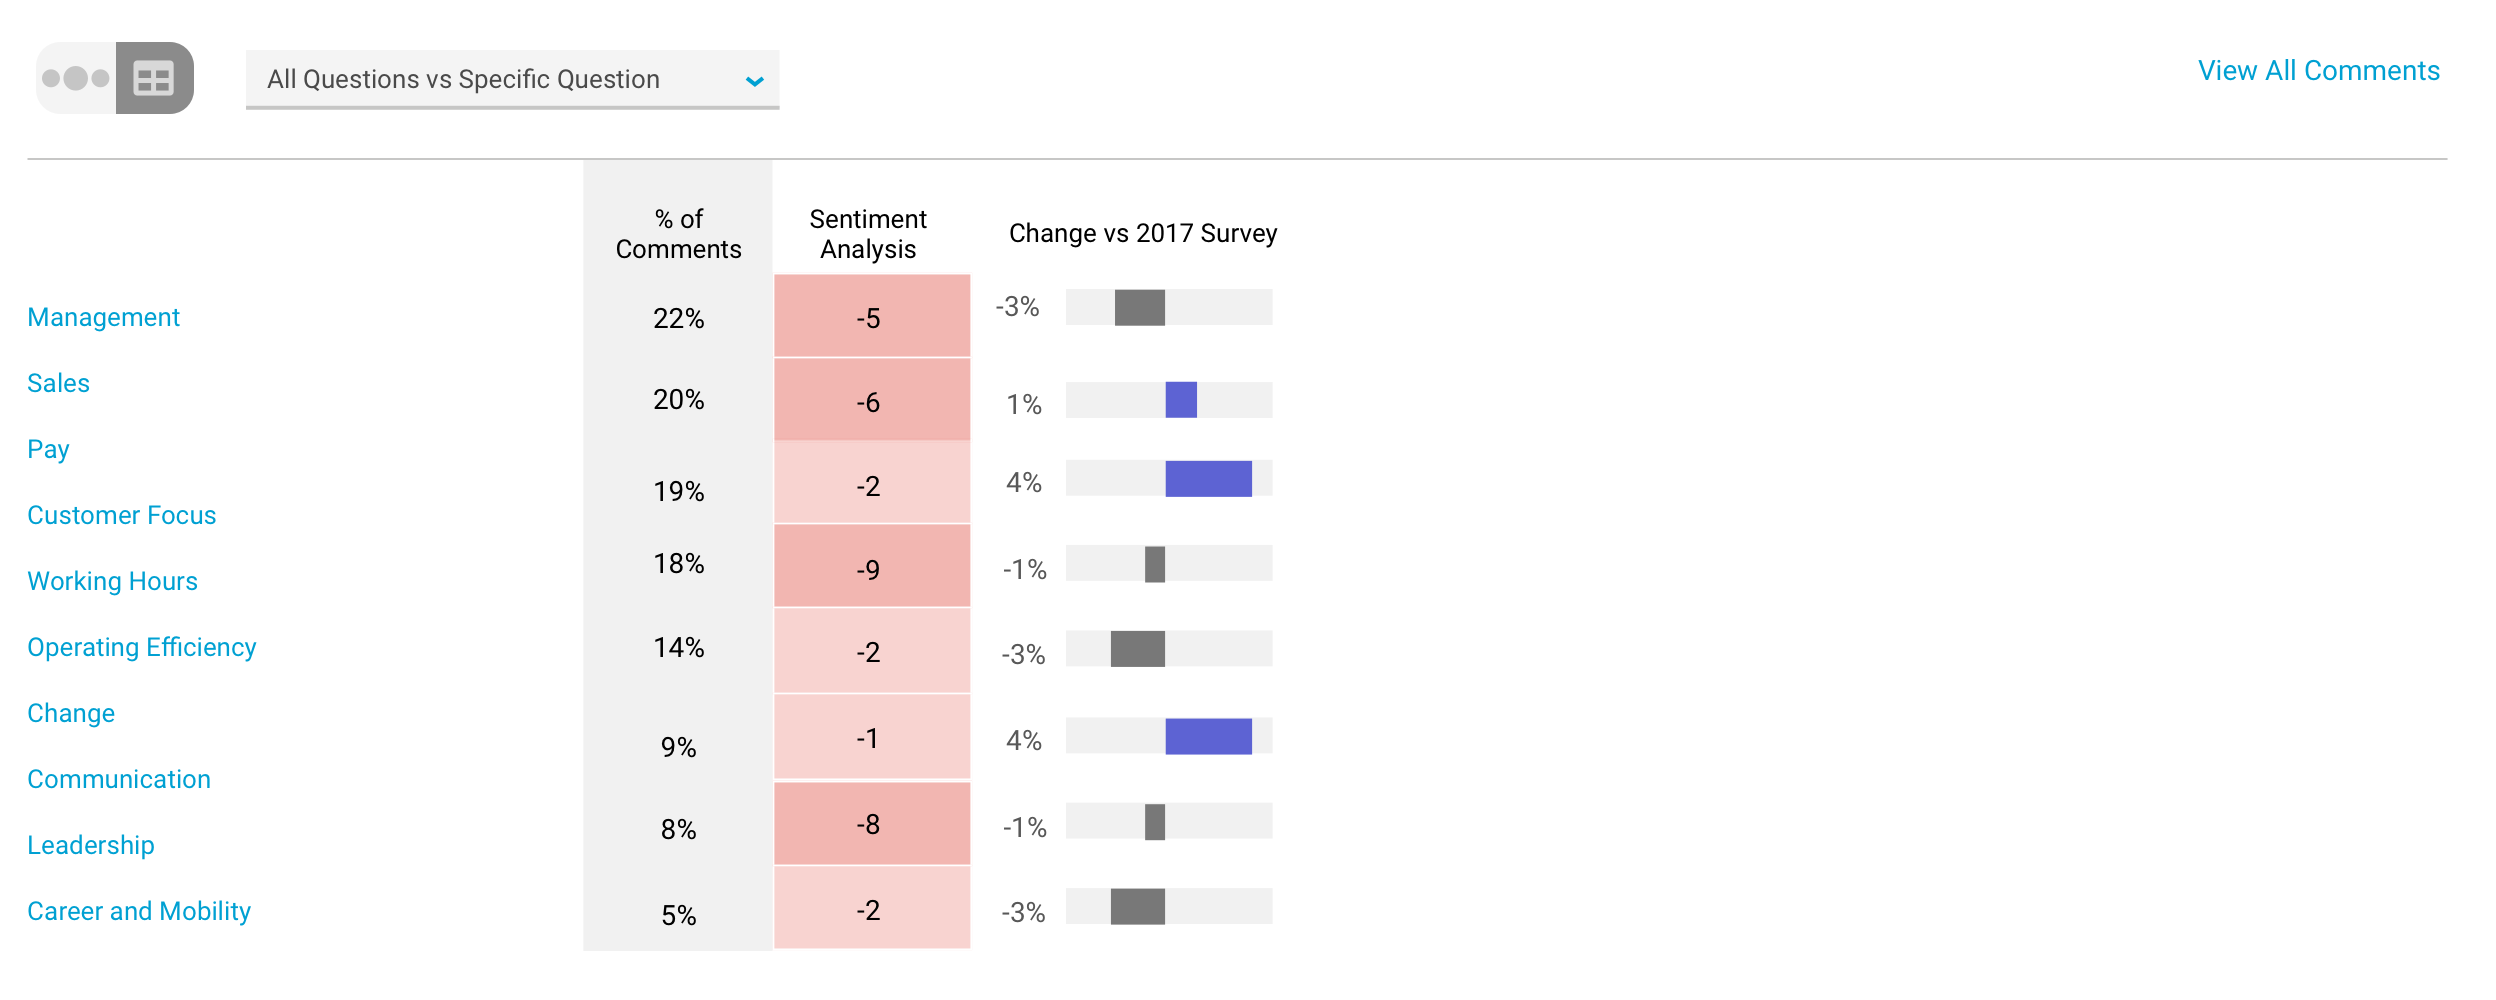 All Questions vs Specific Question
View All Comments
% of
Comments
Sentiment
Analysis
Change vs 2017 Survey
Management
22%
-5
-3%
Sales
20%
-6
1%
Pay
19%
-2
4%
Customer Focus
18%
-9
-1%
Working Hours
14%
-2
-3%
Operating Efficiency
9%
-1
4%
Change
8%
-8
-1%
Communication
5%
-2
-3%
Leadership
Career and Mobility